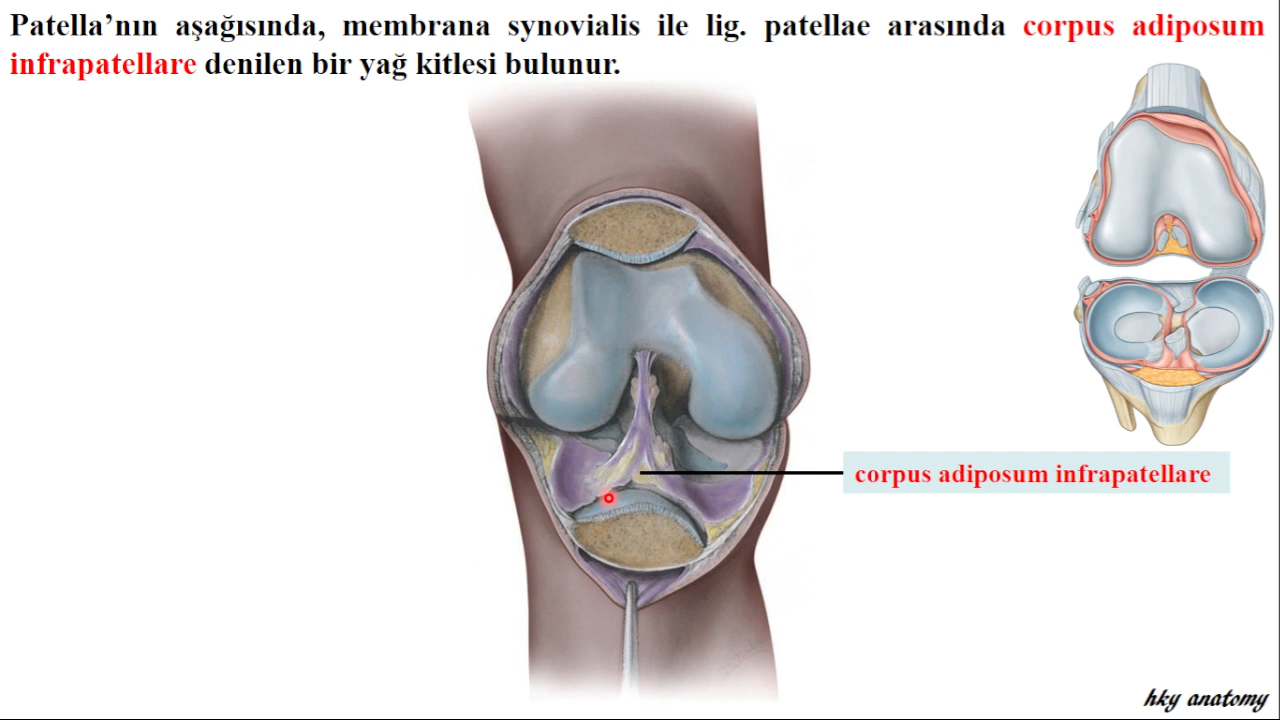 Patella’nın aşağısında, membrana synovialis ile lig. patellae arasında corpus adiposum
infrapatellare denilen bir yağ kitlesi bulunur.
corpus adiposum infrapatellare
hky anatomy